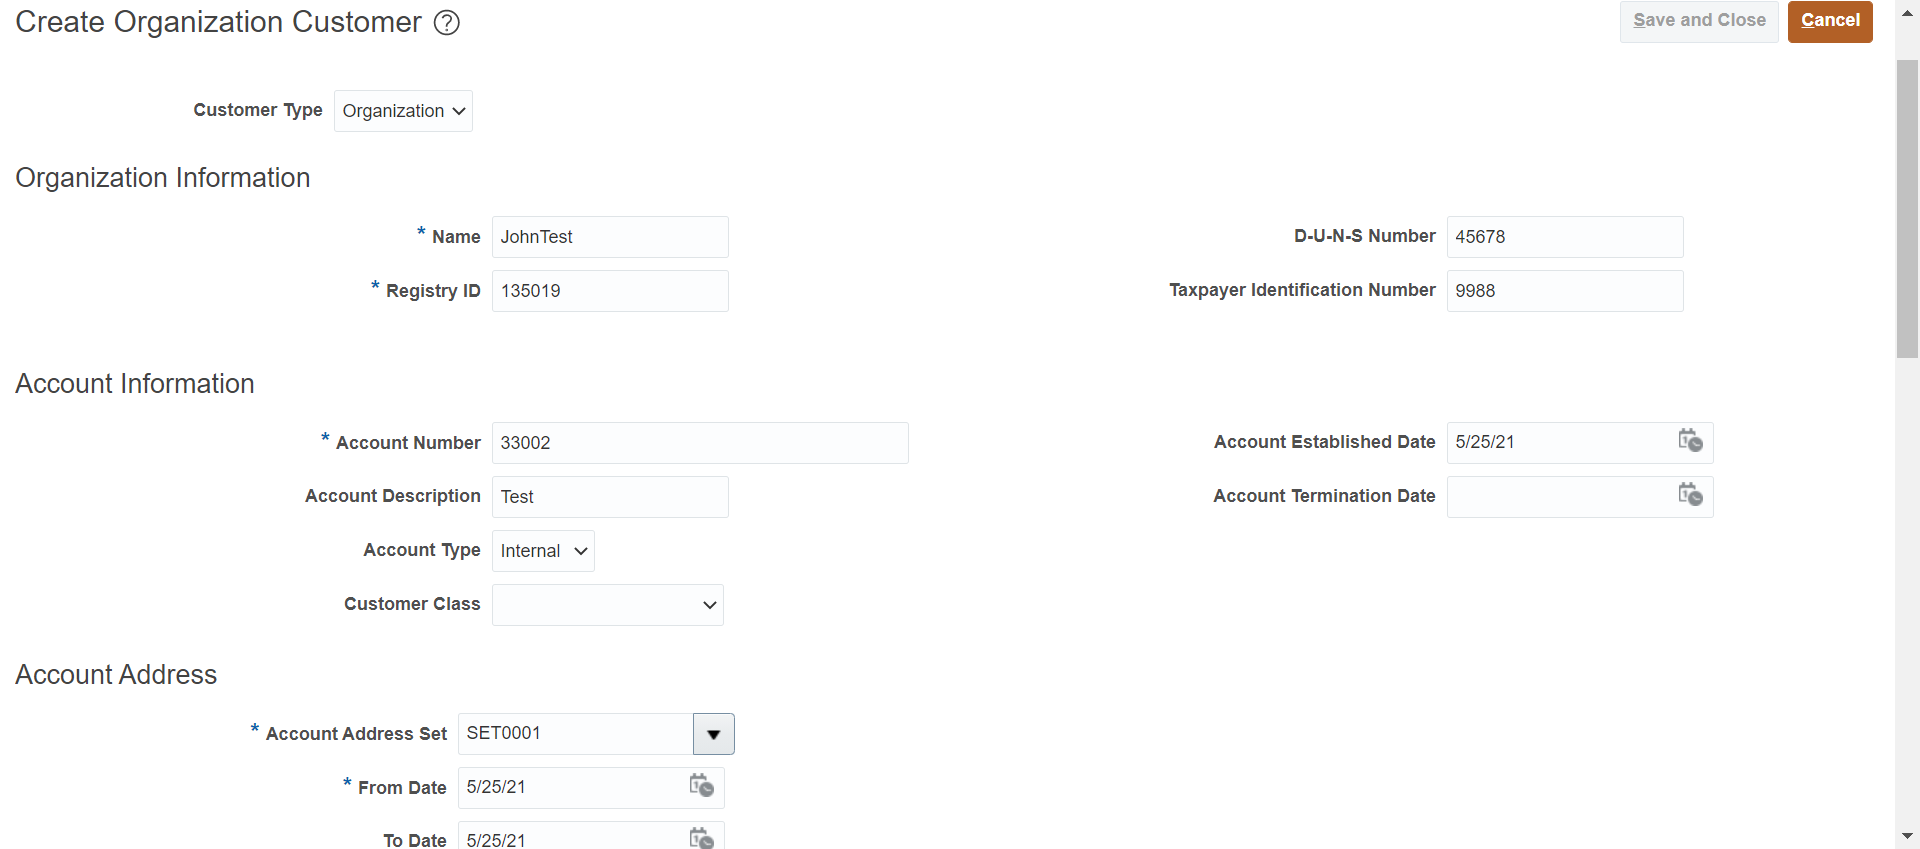 Create Organization Customer ?
Save and Close
Cancel
Customer Type Organization
Organization Information
* Name JohnTest
D-U-N-S Number 45678
* Registry ID 135019
Taxpayer Identification Number 9988
Account Information
* Account Number 33002
Account Established Date 5/25/21
Account Description Test
Account Termination Date
Account Type Internal
Customer Class
Account Address
* Account Address Set SET0001
* From Date 5/25/21
To Date 5/25/21